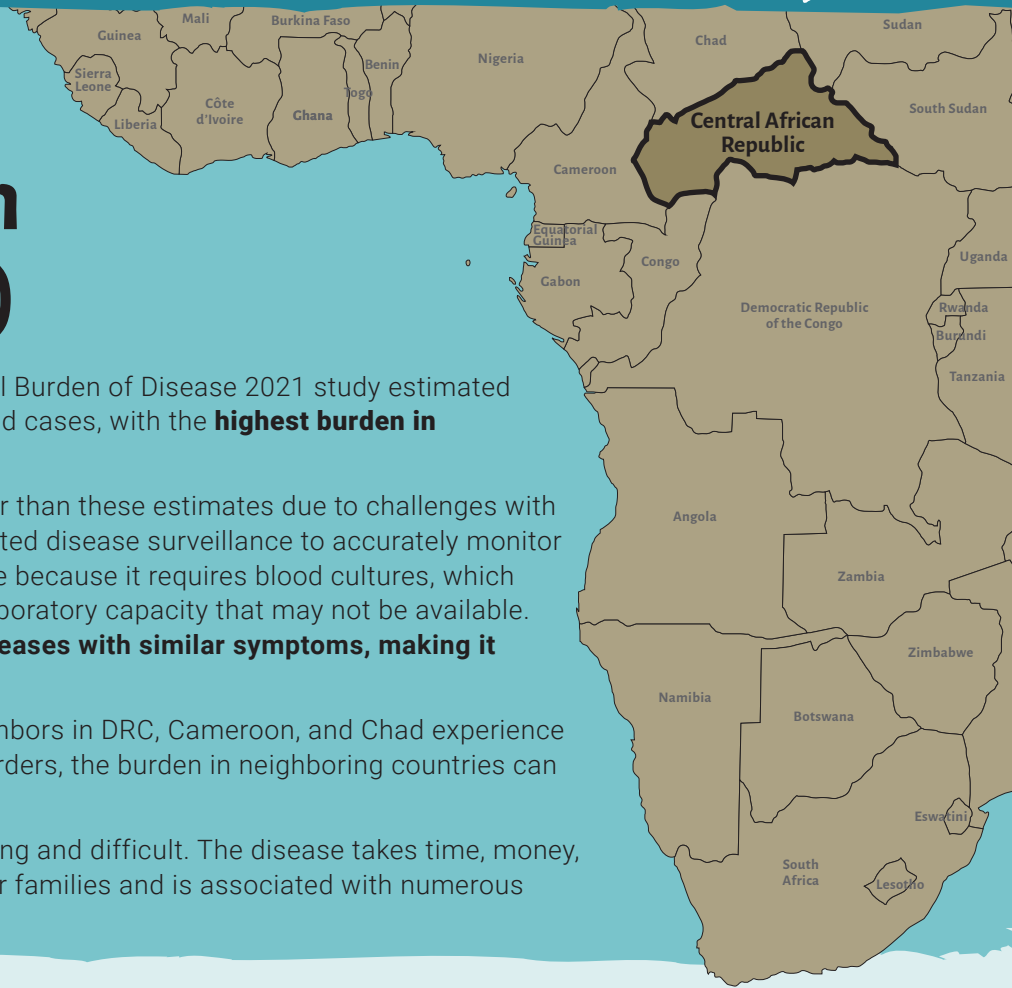 Mali
Burkina Faso
Sudan
Guinea
Chad
Nigeria
Benin
Sierra
Leone
Togo
Côte
d'Ivoire
Ghana
Liberia
South Sudan
Central African
Republic
Cameroon
Equatorial
Guinea
Gabon
Congo
Uganda
Democratic Republic
of the Congo
Rwanda
Burundi
Tanzania
l Burden of Disease 2021 study estimated
d cases, with the highest burden in
r than these estimates due to challenges with
ted disease surveillance to accurately monitor
e because it requires blood cultures, which
boratory capacity that may not be available.
eases with similar symptoms, making it
hbors in DRC, Cameroon, and Chad experience
rders, the burden in neighboring countries can
ng and difficult. The disease takes time, money,
r families and is associated with numerous
Angola
Zambia
Zimbabwe
Namibia
Botswana
Eswatini
South
Africa
Lesotho